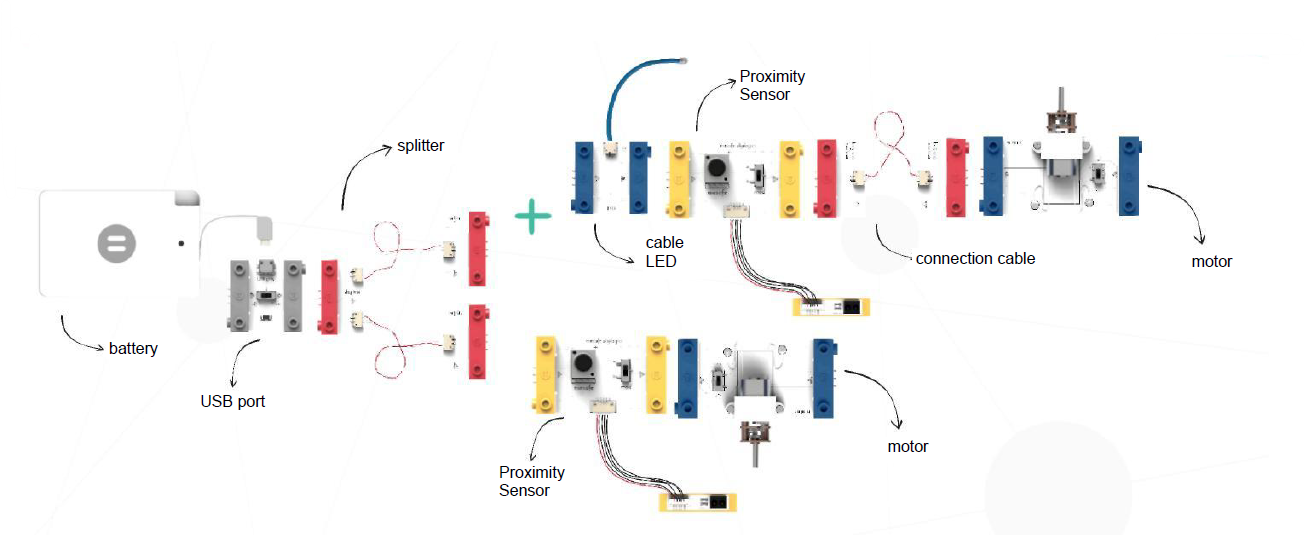 Proximity
Sensor
splitter
cable
LED
connection cable
motor
battery
USB port
motor
Proximity
Sensor